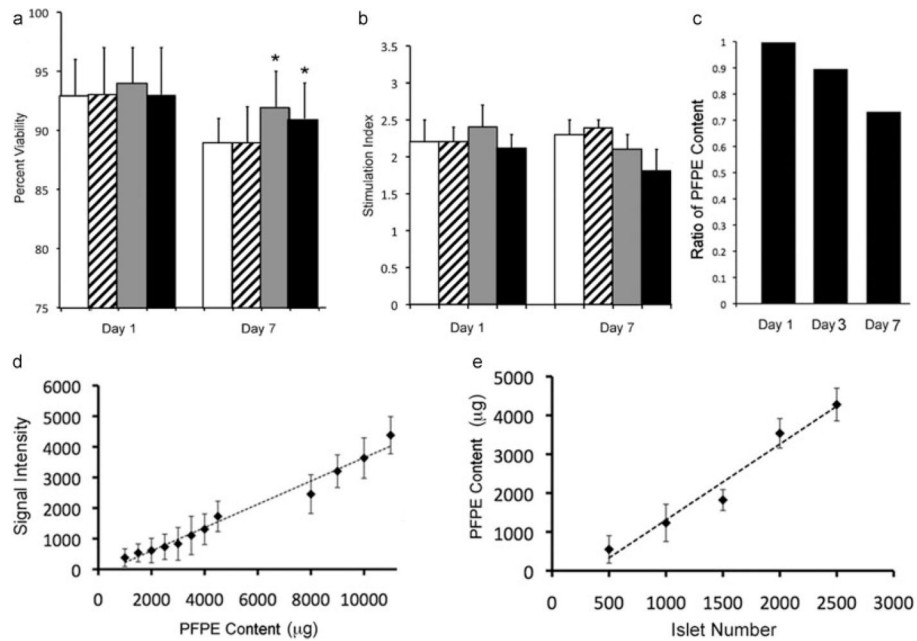 a
100
95
90
85
80
75
Percent Viability
* *
Day 1 Day 7
b
3.5
3
2.5
2
1.5
1
0.5
0
Stimulation Index
Day 1 Day 7
c
1
0.9
0.8
0.7
0.6
0.5
0.4
0.3
0.2
0.1
0
Ratio of PFPE Content
Day 1 Day 3 Day 7
d
6000
5000
4000
3000
2000
1000
0
Signal Intensity
0 2000 4000 6000 8000 10000
PFPE Content (µg)
e
5000
4000
3000
2000
1000
0
PFPE Content (µg)
0 500 1000 1500 2000 2500 3000
Islet Number